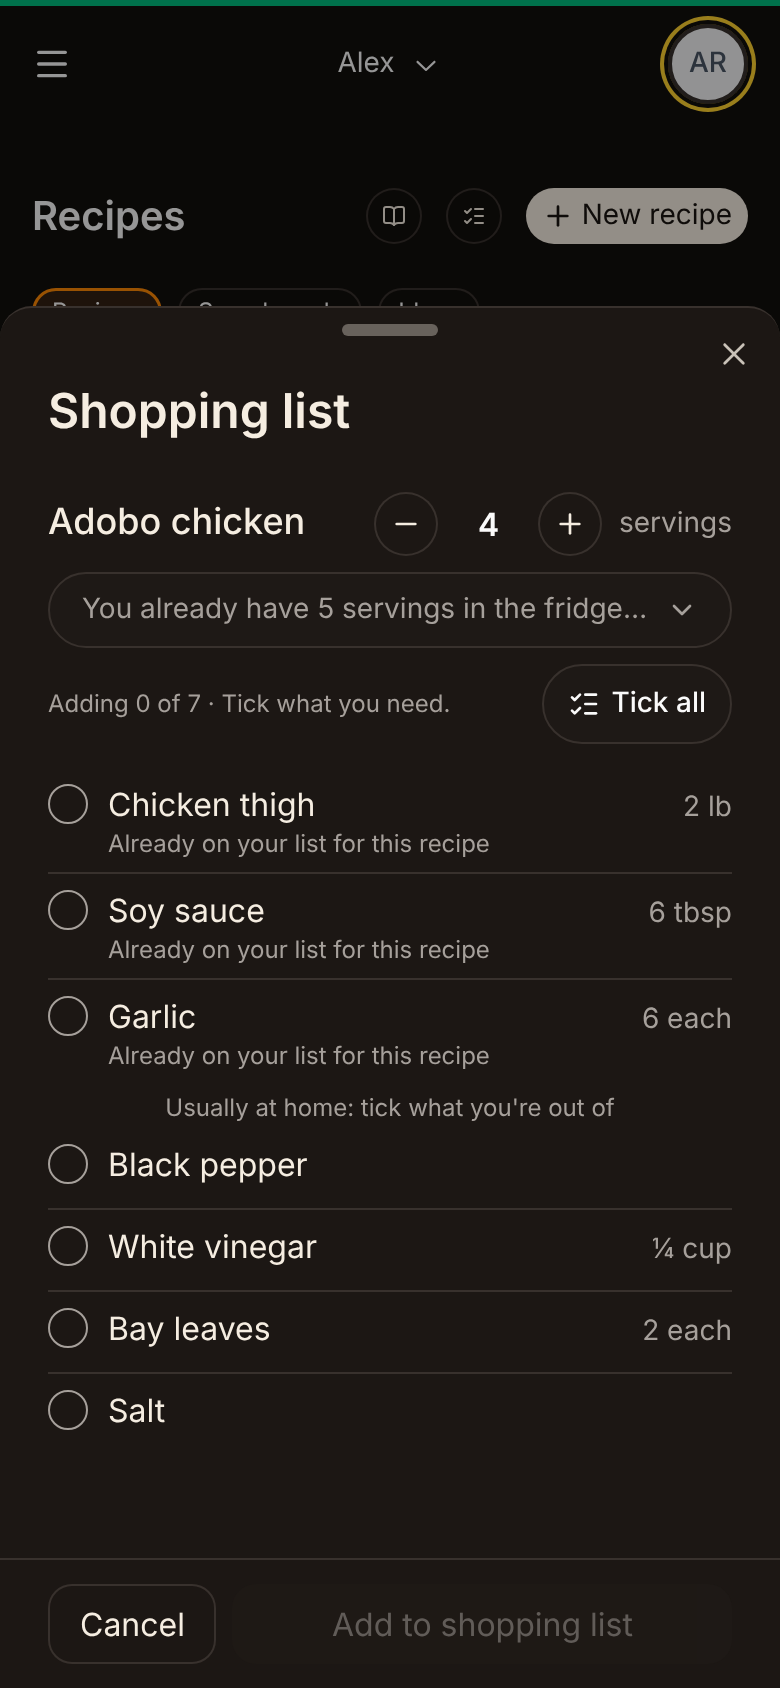 Alex
AR
Recipes
+ New recipe
Shopping list
Adobo chicken
− 4 + servings
You already have 5 servings in the fridge...
Adding 0 of 7 · Tick what you need.
Tick all
Chicken thigh 2 lb
Already on your list for this recipe
Soy sauce 6 tbsp
Already on your list for this recipe
Garlic 6 each
Already on your list for this recipe
Usually at home: tick what you're out of
Black pepper
White vinegar ¼ cup
Bay leaves 2 each
Salt
Cancel
Add to shopping list